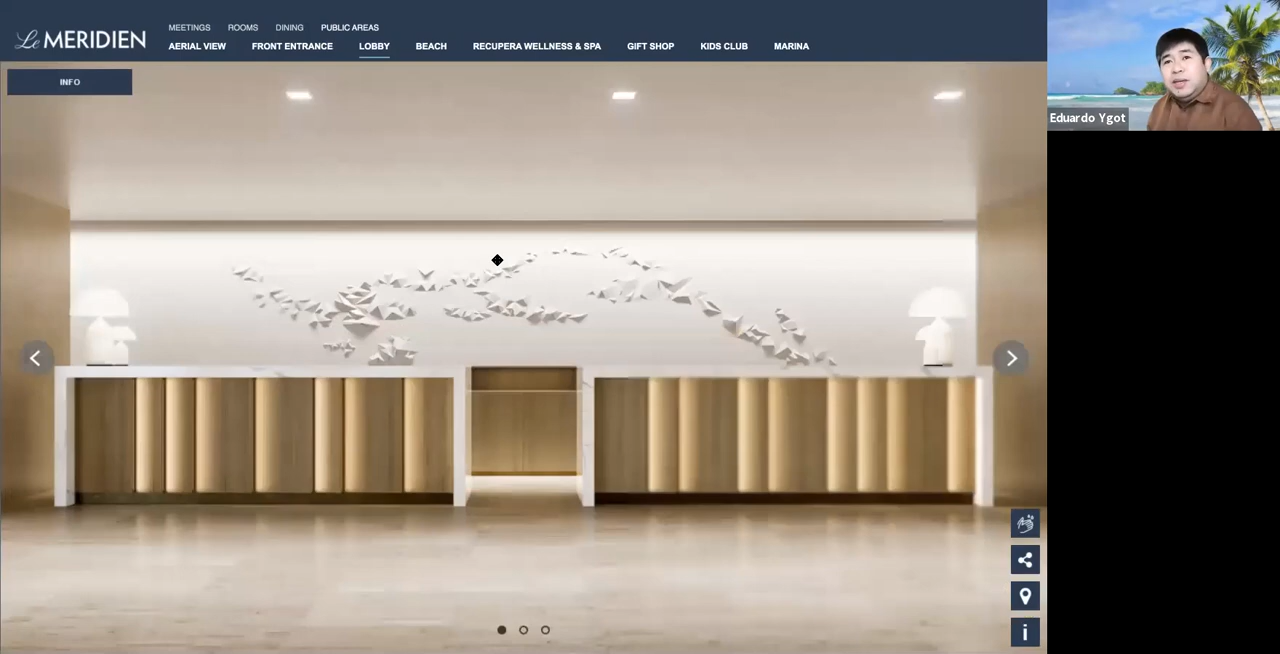 Le MERIDIEN
MEETINGS ROOMS DINING PUBLIC AREAS
AERIAL VIEW FRONT ENTRANCE LOBBY BEACH RECUPERA WELLNESS & SPA GIFT SHOP KIDS CLUB MARINA
INFO
Eduardo Ygot
i